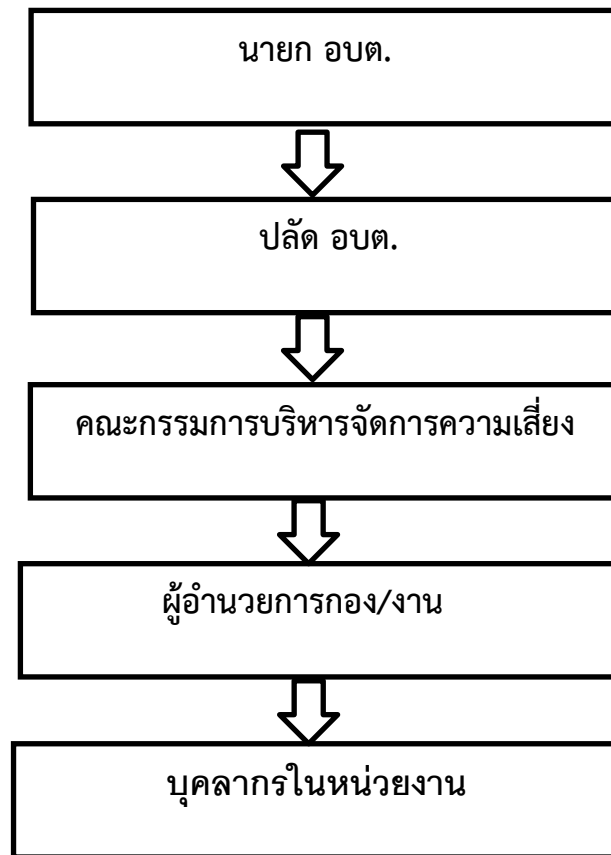 นายก อบต.
ปลัด อบต.
คณะกรรมการบริหารจัดการความเสี่ยง
ผู้อำนวยการกอง/งาน
บุคลากรในหน่วยงาน